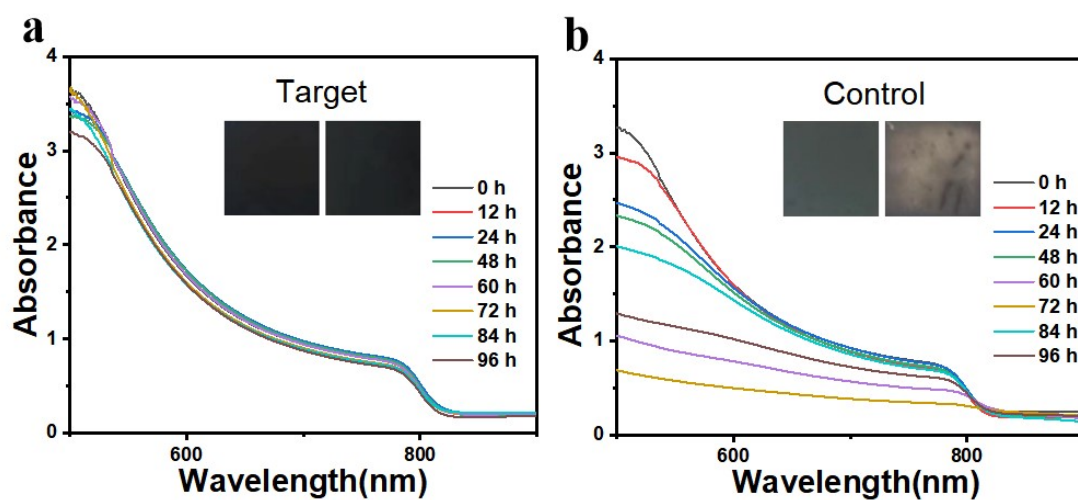 a
4
3
2
1
0
Absorbance
Target
0 h
12 h
24 h
48 h
60 h
72 h
84 h
96 h
600
800
Wavelength(nm)
b
4
3
2
1
0
Absorbance
Control
0 h
12 h
24 h
48 h
60 h
72 h
84 h
96 h
600
800
Wavelength(nm)